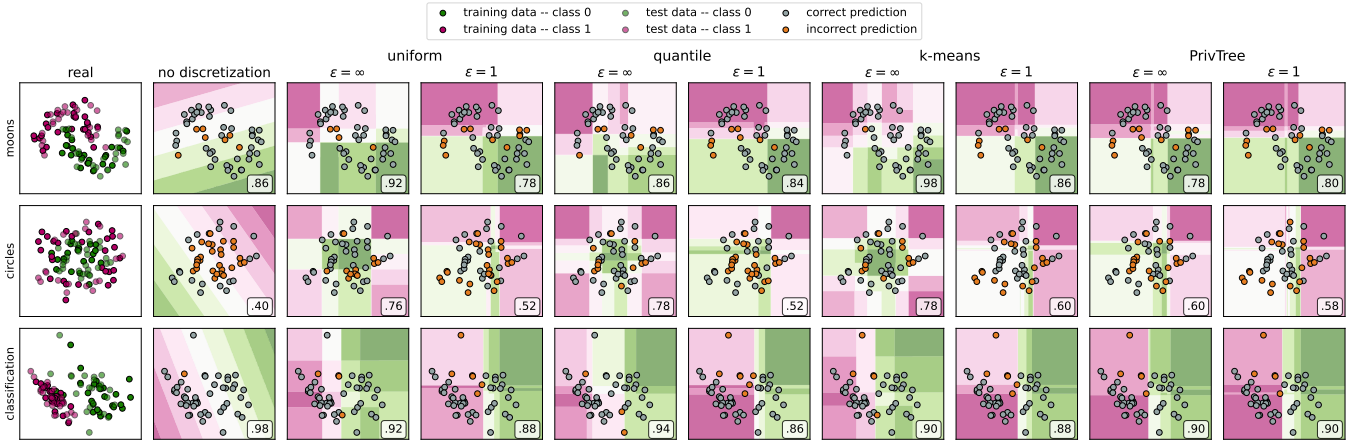 training data -- class 0 test data -- class 0 correct prediction
training data -- class 1 test data -- class 1 incorrect prediction
uniform quantile k-means PrivTree
real no discretization ε = ∞ ε = 1 ε = ∞ ε = 1 ε = ∞ ε = 1 ε = ∞ ε = 1
moons
.86 .92 .78 .86 .84 .98 .86 .78 .80
circles
.40 .76 .52 .78 .52 .78 .60 .60 .58
classification
.98 .92 .88 .94 .86 .90 .88 .90 .90